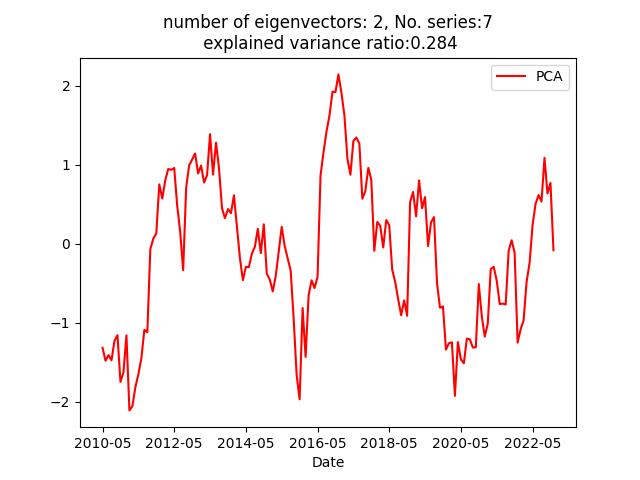 number of eigenvectors: 2, No. series:7
explained variance ratio:0.284
PCA
2
1
0
−1
−2
2010-05 2012-05 2014-05 2016-05 2018-05 2020-05 2022-05
Date